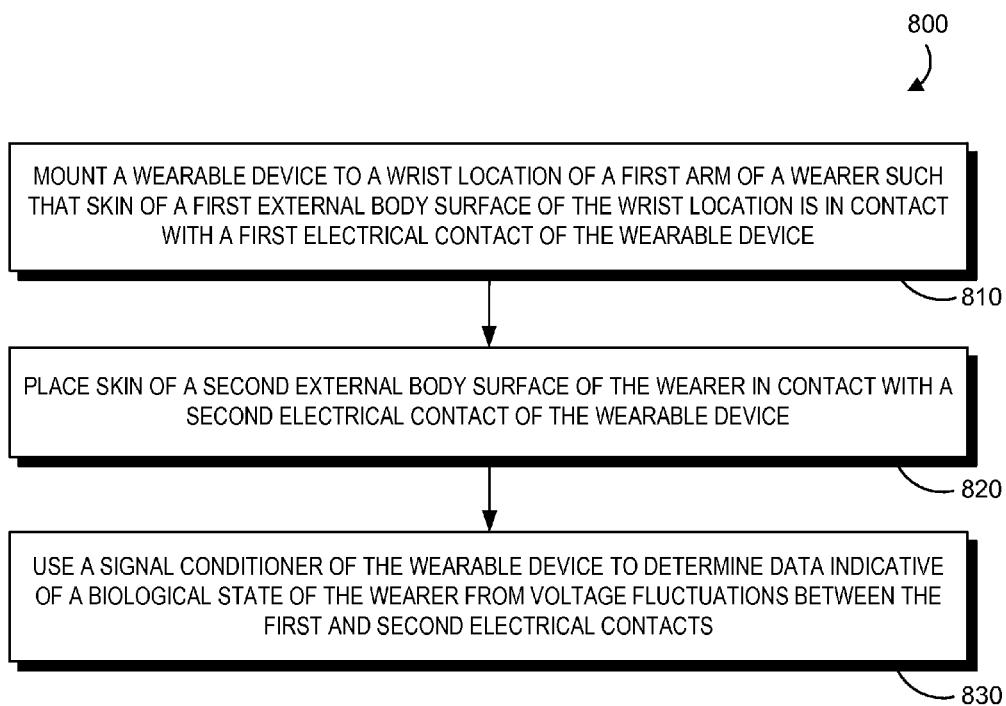 800
MOUNT A WEARABLE DEVICE TO A WRIST LOCATION OF A FIRST ARM OF A WEARER SUCH
THAT SKIN OF A FIRST EXTERNAL BODY SURFACE OF THE WRIST LOCATION IS IN CONTACT
WITH A FIRST ELECTRICAL CONTACT OF THE WEARABLE DEVICE
810
PLACE SKIN OF A SECOND EXTERNAL BODY SURFACE OF THE WEARER IN CONTACT WITH A
SECOND ELECTRICAL CONTACT OF THE WEARABLE DEVICE
820
USE A SIGNAL CONDITIONER OF THE WEARABLE DEVICE TO DETERMINE DATA INDICATIVE
OF A BIOLOGICAL STATE OF THE WEARER FROM VOLTAGE FLUCTUATIONS BETWEEN THE
FIRST AND SECOND ELECTRICAL CONTACTS
830